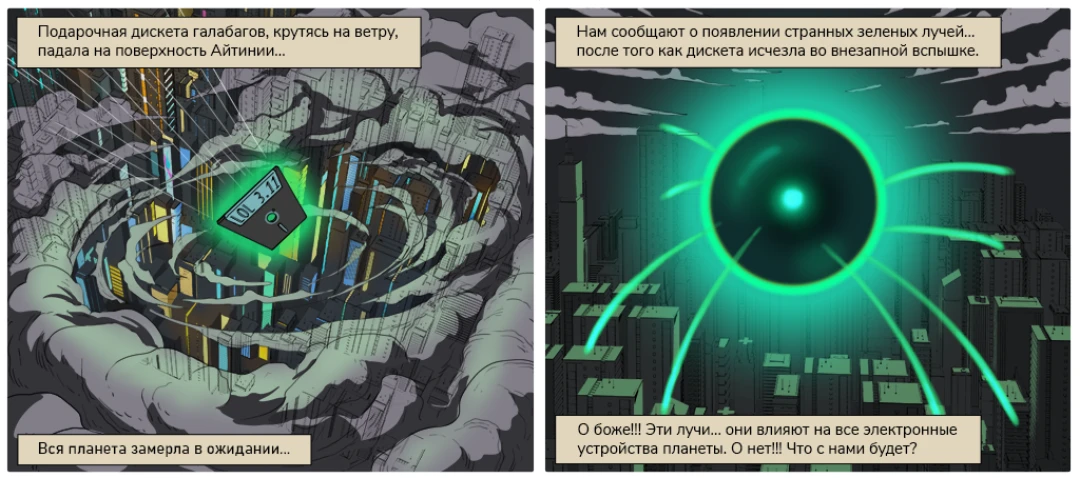 Подарочная дискета галабагов, крутясь на ветру,
падала на поверхность Айтинии...
LOL 3.11
Вся планета замерла в ожидании...
Нам сообщают о появлении странных зеленых лучей...
после того как дискета исчезла во внезапной вспышке.
О боже!!! Эти лучи... они влияют на все электронные
устройства планеты. О нет!!! Что с нами будет?